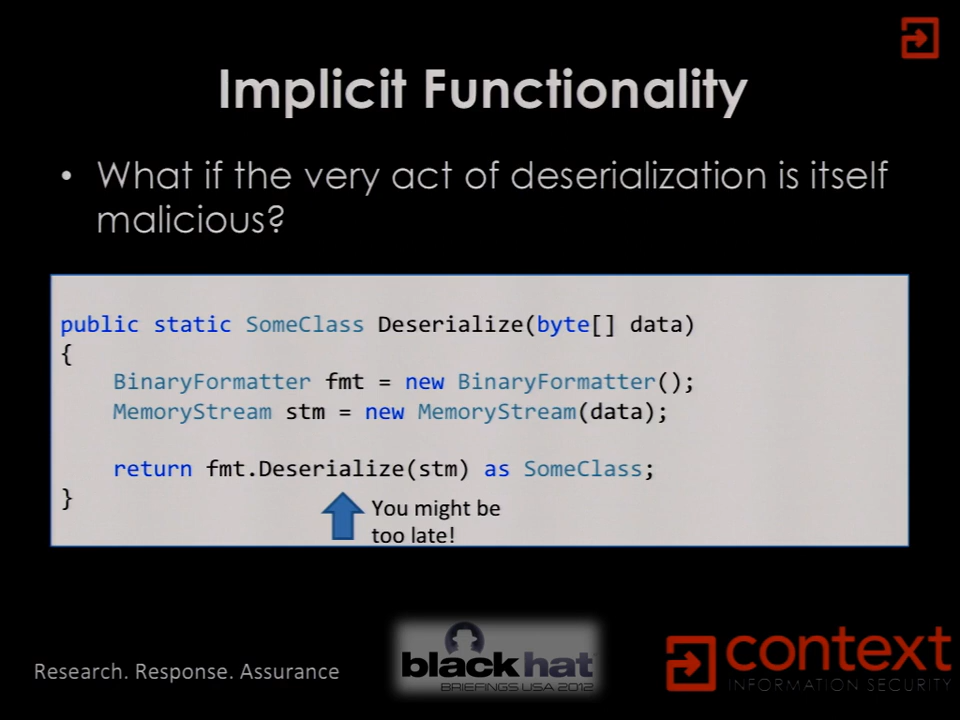 Implicit Functionality
• What if the very act of deserialization is itself
malicious?
public static SomeClass Deserialize(byte[] data)
{
    BinaryFormatter fmt = new BinaryFormatter();
    MemoryStream stm = new MemoryStream(data);
    return fmt.Deserialize(stm) as SomeClass;
}
You might be
too late!
Research. Response. Assurance
black hat
BRIEFINGS USA 2012
context
INFORMATION SECURITY